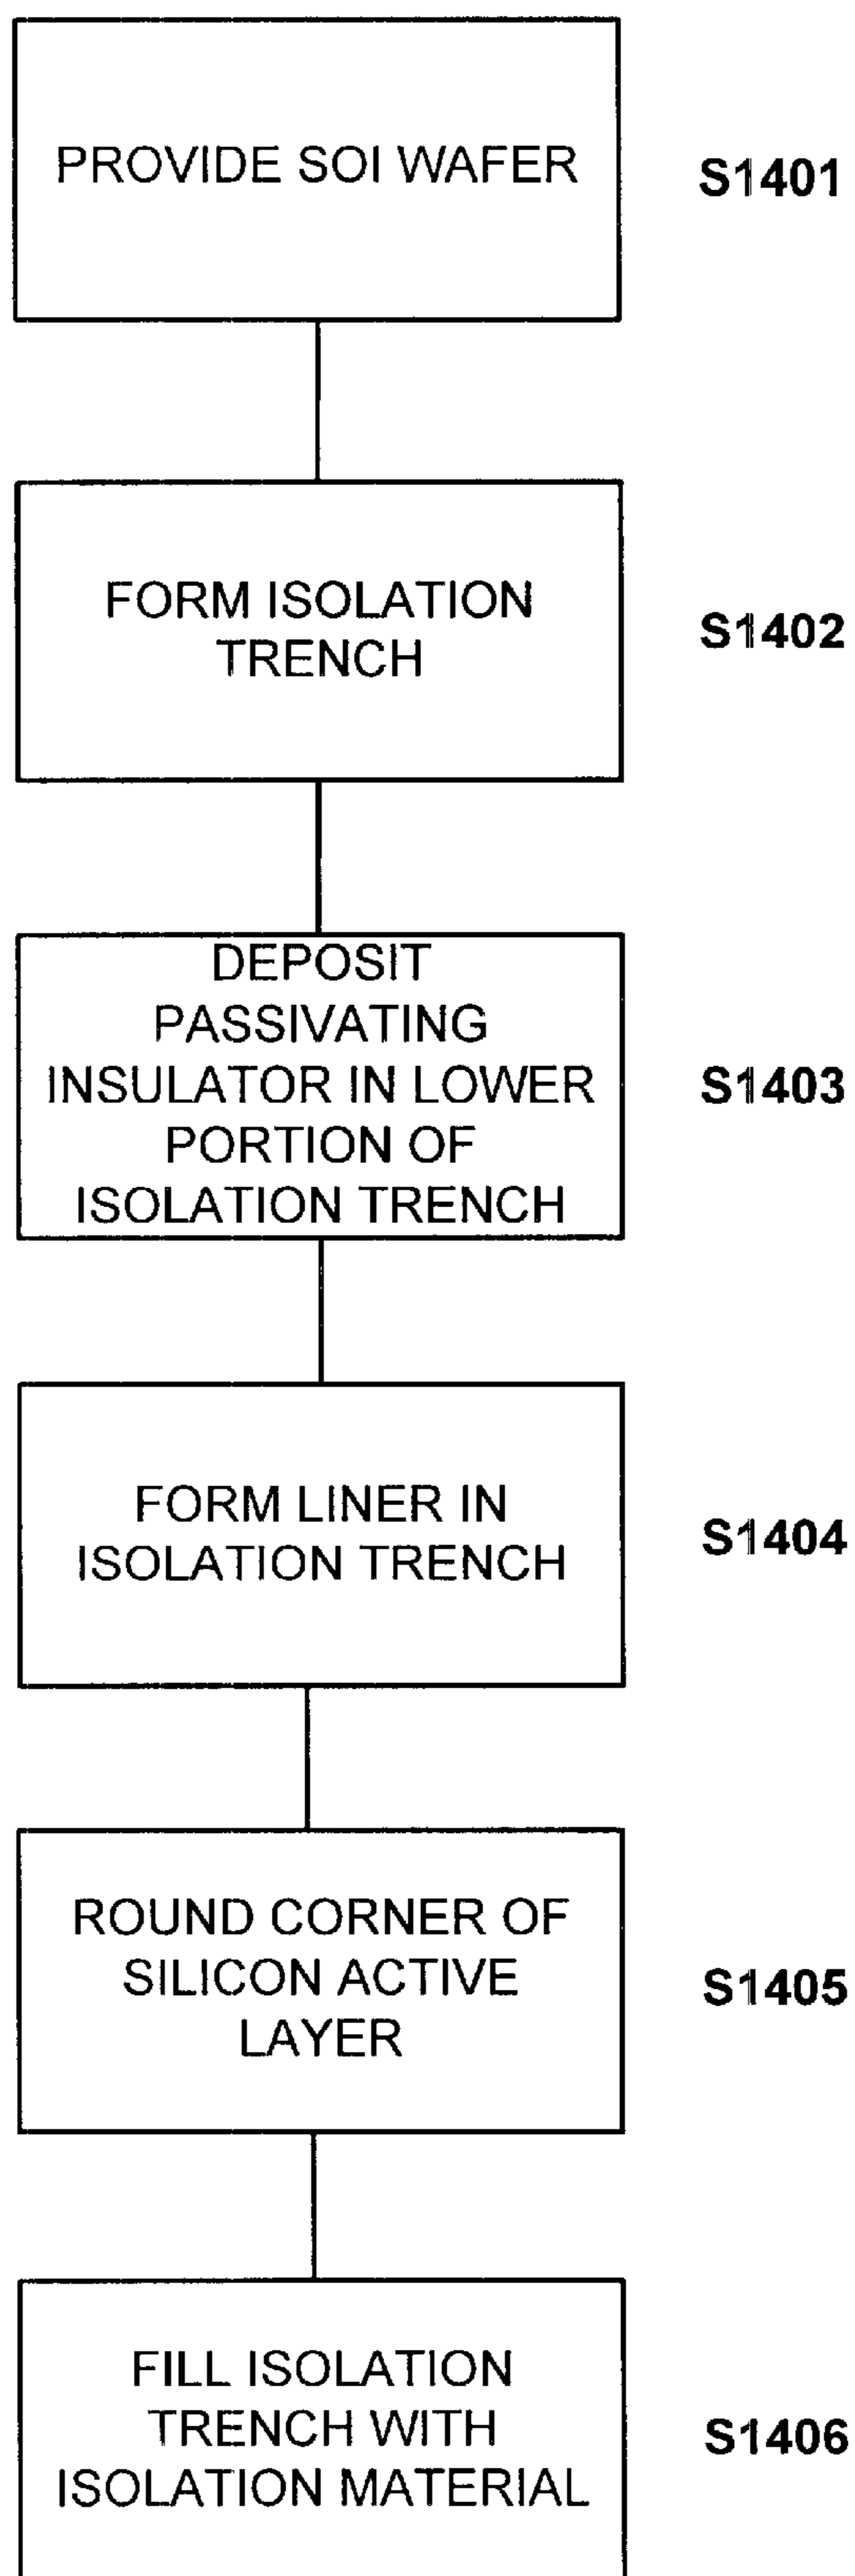 PROVIDE SOI WAFER
S1401
FORM ISOLATION
TRENCH
S1402
DEPOSIT
PASSIVATING
INSULATOR IN LOWER
PORTION OF
ISOLATION TRENCH
S1403
FORM LINER IN
ISOLATION TRENCH
S1404
ROUND CORNER OF
SILICON ACTIVE
LAYER
S1405
FILL ISOLATION
TRENCH WITH
ISOLATION MATERIAL
S1406